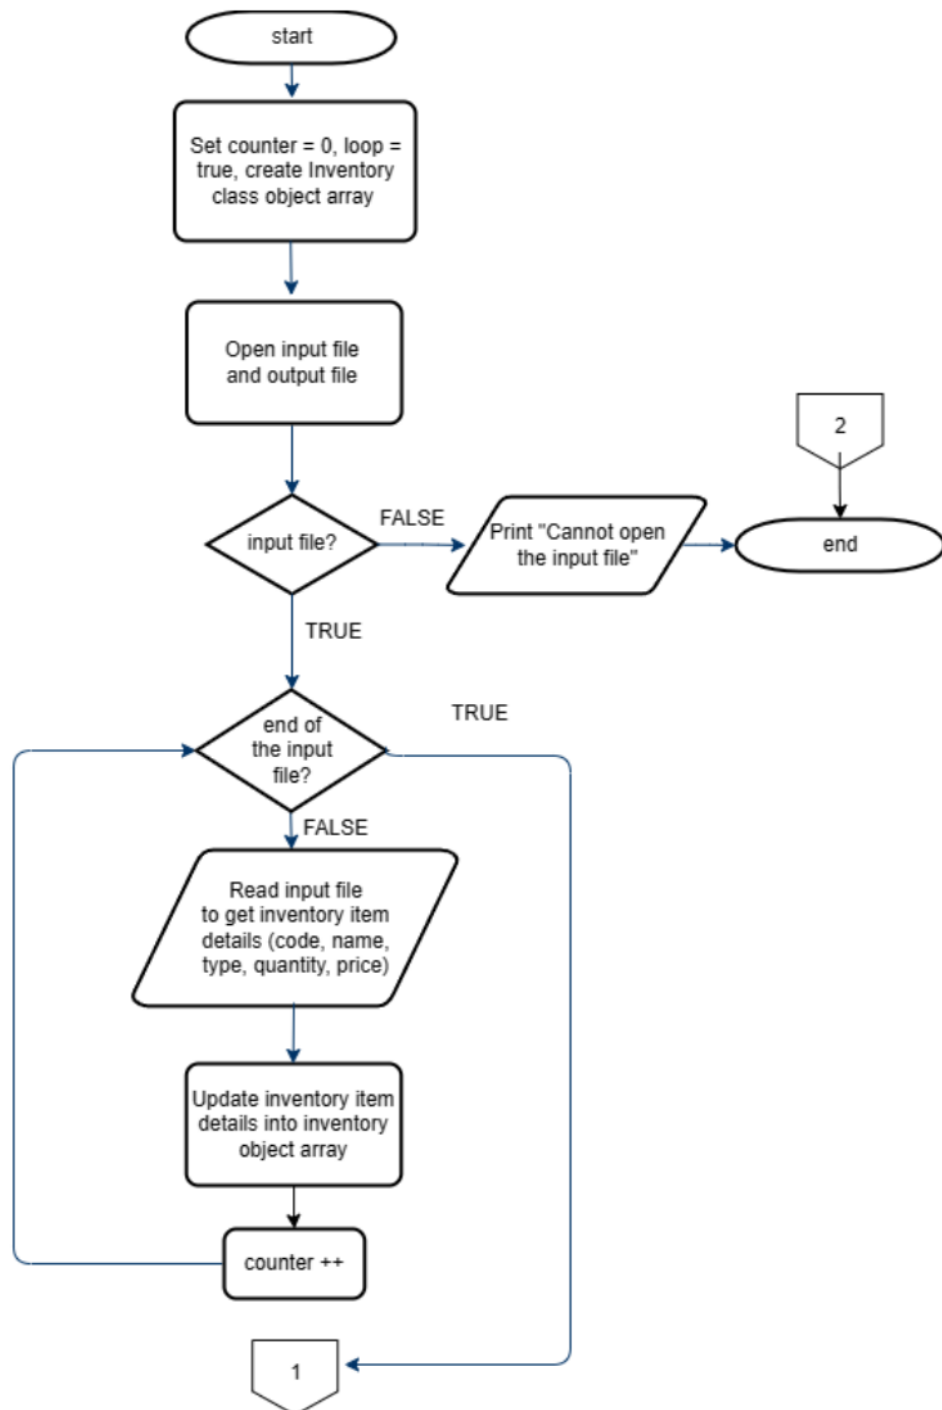 start
Set counter = 0, loop =
true, create Inventory
class object array
Open input file
and output file
2
input file?
FALSE
Print "Cannot open
the input file"
end
TRUE
end of
the input
file?
TRUE
FALSE
Read input file
to get inventory item
details (code, name,
type, quantity, price)
Update inventory item
details into inventory
object array
counter ++
1